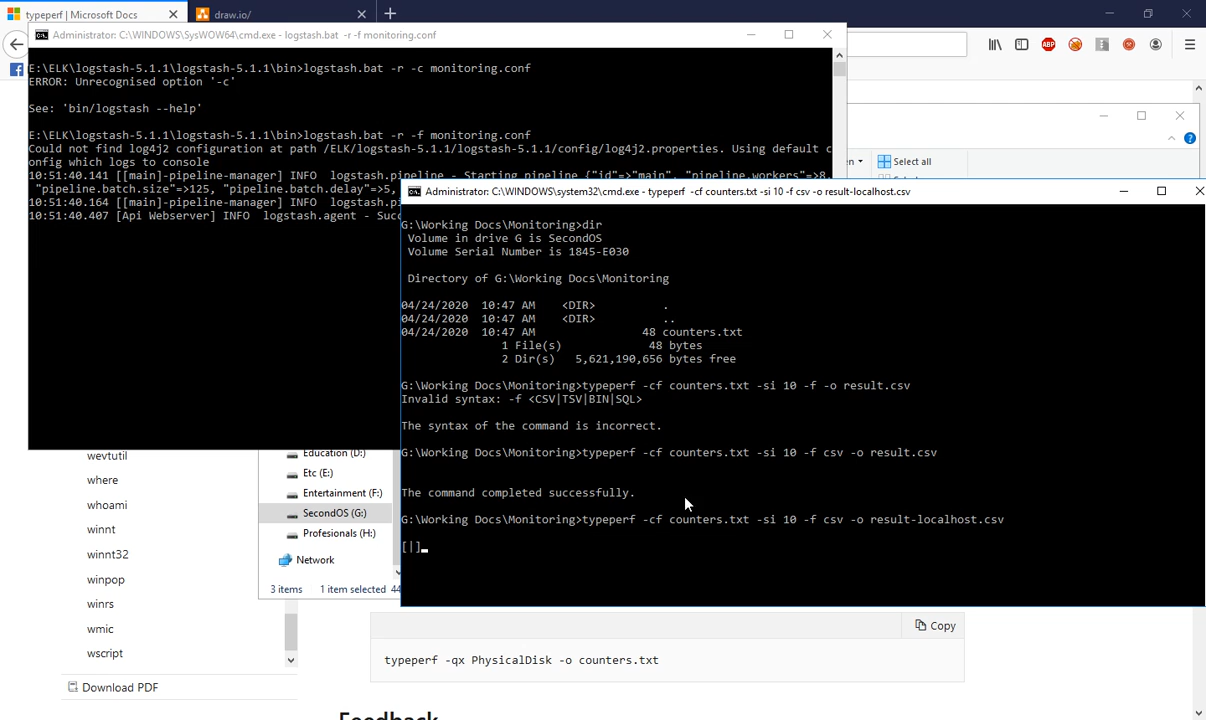 typeperf | Microsoft Docs
draw.io/
Administrator: C:\WINDOWS\SysWOW64\cmd.exe - logstash.bat  -r -f monitoring.conf
E:\ELK\logstash-5.1.1\logstash-5.1.1\bin>logstash.bat -r -c monitoring.conf
ERROR: Unrecognised option '-c'
See: 'bin/logstash --help'
E:\ELK\logstash-5.1.1\logstash-5.1.1\bin>logstash.bat -r -f monitoring.conf
Could not find log4j2 configuration at path /ELK/logstash-5.1.1/logstash-5.1.1/config/log4j2.properties. Using default c
onfig which logs to console
10:51:40.141 [[main]-pipeline-manager] INFO  logstash.pipeline - Starting pipeline {"id"=>"main", "pipeline.workers"=>8,
"pipeline.batch.size"=>125, "pipeline.batch.delay"=>5,
10:51:40.164 [[main]-pipeline-manager] INFO  logstash.pi
10:51:40.407 [Api Webserver] INFO  logstash.agent - Succ
ABP
Select all
Administrator: C:\WINDOWS\system32\cmd.exe - typeperf  -cf counters.txt -si 10 -f csv -o result-localhost.csv
G:\Working Docs\Monitoring>dir
Volume in drive G is SecondOS
Volume Serial Number is 1845-E030
Directory of G:\Working Docs\Monitoring
04/24/2020  10:47 AM    <DIR>          .
04/24/2020  10:47 AM    <DIR>          ..
04/24/2020  10:47 AM                48 counters.txt
1 File(s)             48 bytes
2 Dir(s)   5,621,190,656 bytes free
G:\Working Docs\Monitoring>typeperf -cf counters.txt -si 10 -f -o result.csv
Invalid syntax: -f <CSV|TSV|BIN|SQL>
The syntax of the command is incorrect.
G:\Working Docs\Monitoring>typeperf -cf counters.txt -si 10 -f csv -o result.csv
The command completed successfully.
G:\Working Docs\Monitoring>typeperf -cf counters.txt -si 10 -f csv -o result-localhost.csv
[|]
wevtutil
where
whoami
winnt
winnt32
winpop
winrs
wmic
wscript
Download PDF
Education (D:)
Etc (E:)
Entertainment (F:)
SecondOS (G:)
Profesionals (H:)
Network
3 items
1 item selected
Copy
typeperf -qx PhysicalDisk -o counters.txt
Feedback